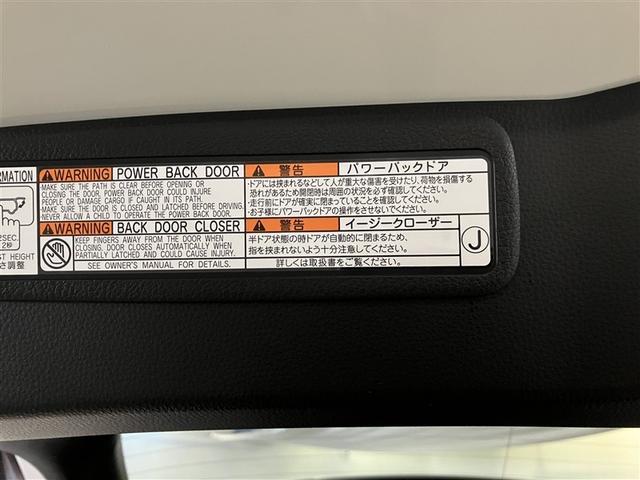 RMATION
2SEC.
2秒
ST HEIGHT
さ調整
WARNING POWER BACK DOOR
MAKE SURE THE PATH IS CLEAR BEFORE OPENING OR
CLOSING THE DOOR. POWER BACK DOOR COULD INJURE
PEOPLE OR DAMAGE CARGO IF CAUGHT IN ITS PATH.
MAKE SURE THE DOOR IS CLOSED AND LATCHED BEFORE DRIVING.
NEVER ALLOW A CHILD TO OPERATE THE POWER BACK DOOR.
WARNING BACK DOOR CLOSER
KEEP FINGERS AWAY FROM THE DOOR WHEN
CLOSING. DOOR CLOSES AUTOMATICALLY WHEN
PARTIALLY LATCHED AND COULD CAUSE INJURY.
SEE OWNER'S MANUAL FOR DETAILS.
警告 パワーバックドア
・ドアには挟まれるなどして人が重大な傷害を受けたり、荷物を損傷する
恐れがあるため開閉時は周囲の状況を必ず確認してください。
・走行前にドアが確実に閉まっていることを確認してください。
・お子様にパワーバックドアの操作をさせないでください。
警告 イージークローザー
半ドア状態の時ドアが自動的に閉まるため、
指を挟まれないよう十分注意してください。
詳しくは取扱書をご覧ください。
J